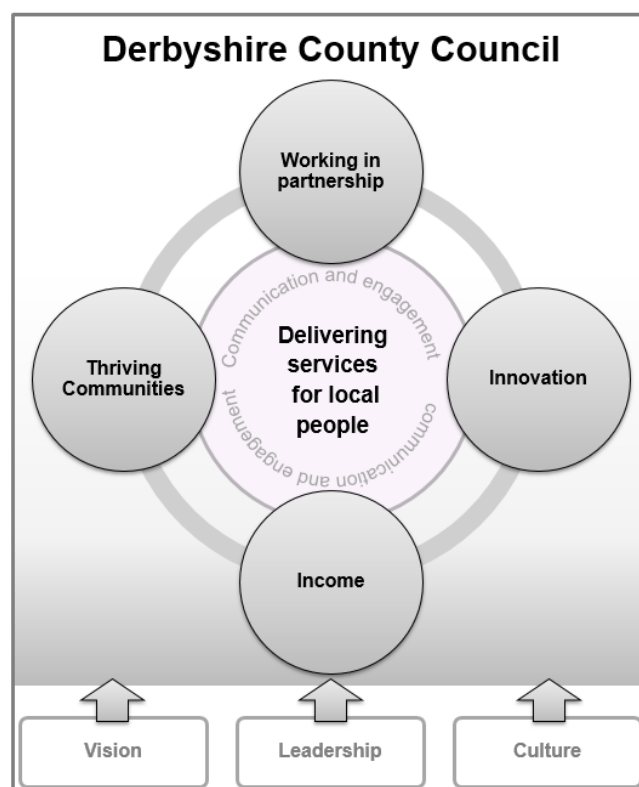 Derbyshire County Council
Working in
partnership
Communication and engagement
Thriving
Communities
Delivering
services
for local
people
Innovation
communication and engagement
Income
Vision
Leadership
Culture